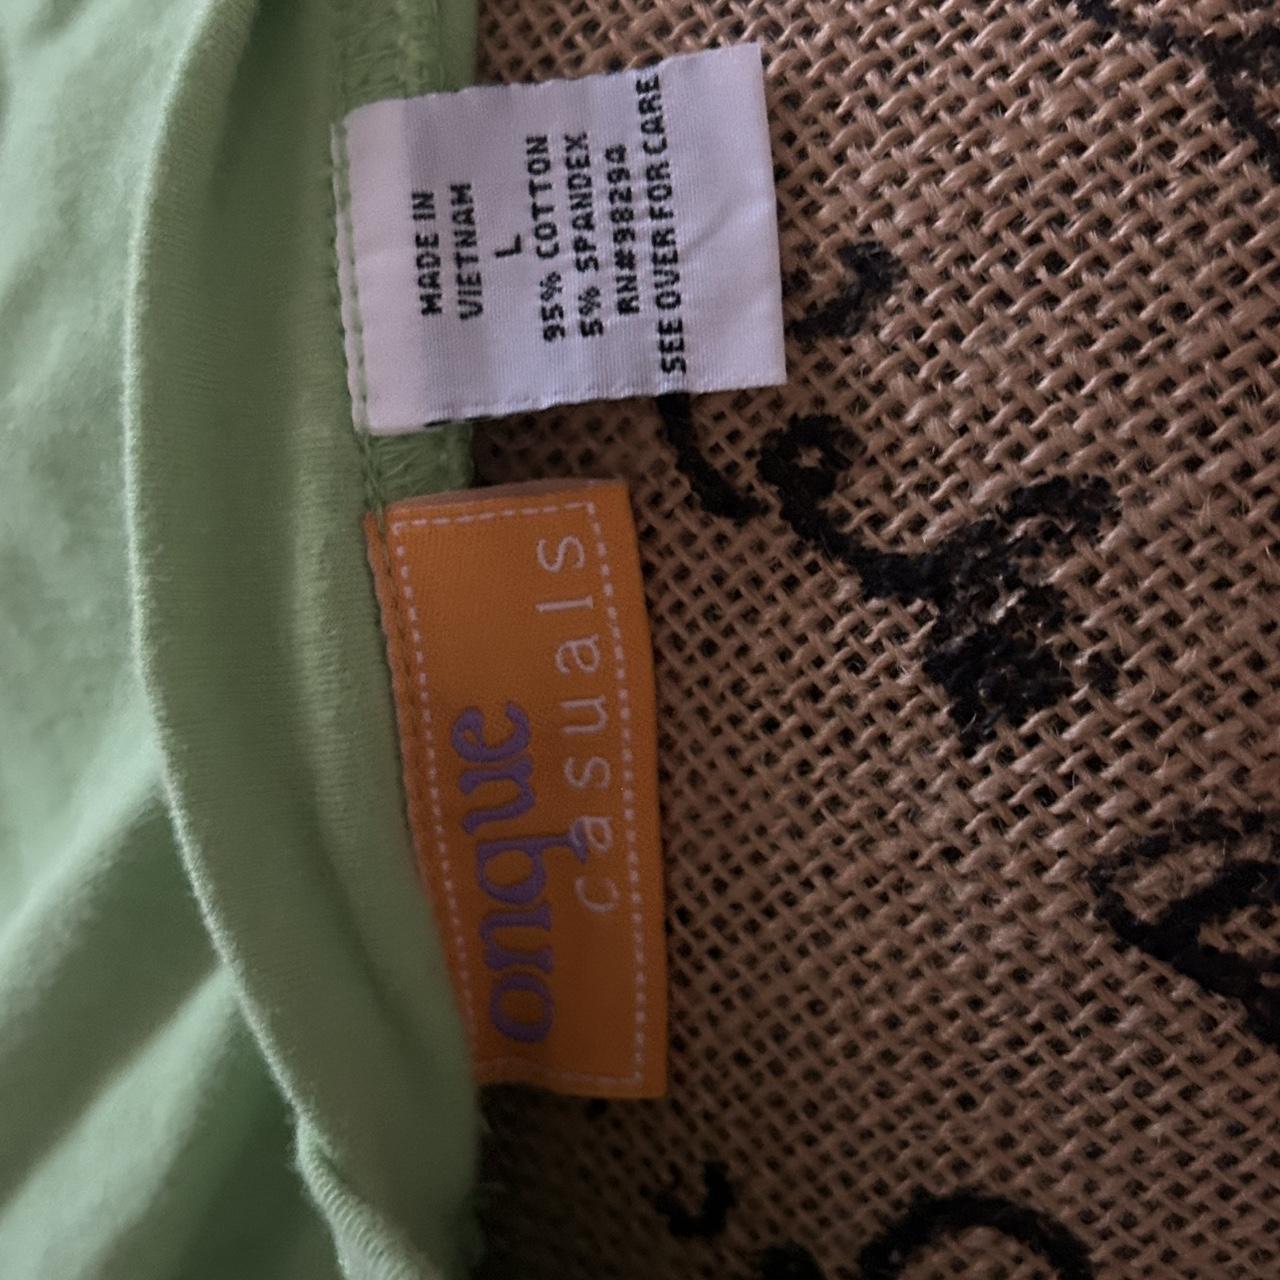 MADE IN
VIETNAM
L
95% COTTON
5% SPANDEX
RN#98294
SEE OVER FOR CARE
onque
casuals